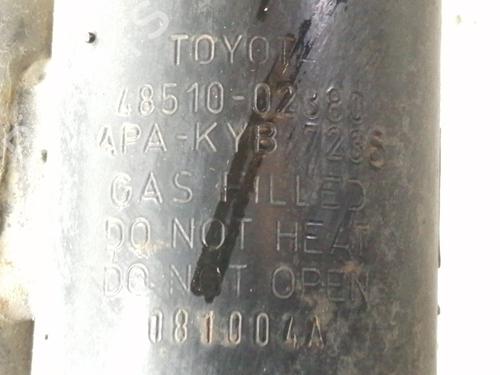 TOYOTA
48510-02380
APA-KYB 7236
GAS FILLED
DO NOT HEAT
DO NOT OPEN
081004A